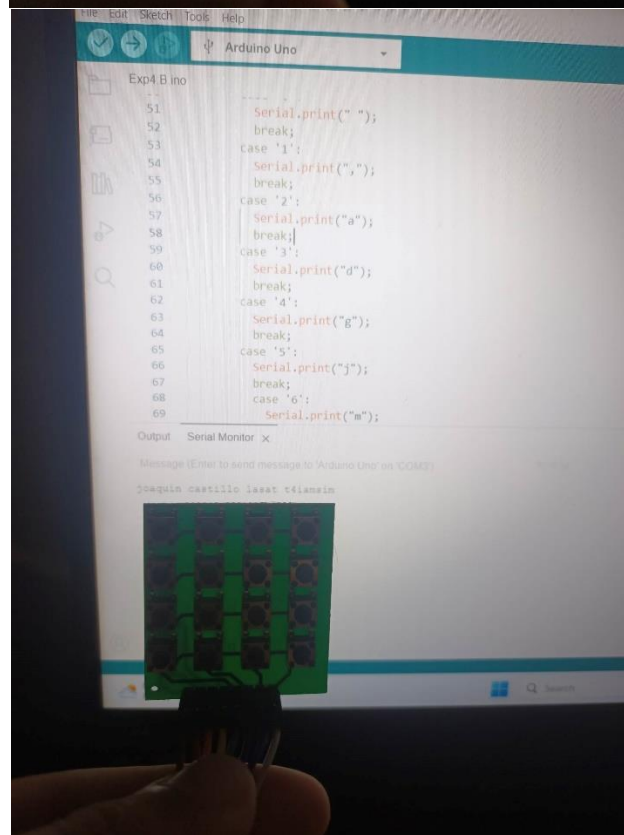 File Edit Sketch Tools Help
Arduino Uno
Exp4.B.ino
51 Serial.print(" ");
52 break;
53 case '1':
54 Serial.print(",");
55 break;
56 case '2':
57 Serial.print("a");
58 break;
59 case '3':
60 Serial.print("d");
61 break;
62 case '4':
63 Serial.print("g");
64 break;
65 case '5':
66 Serial.print("j");
67 break;
68 case '6':
69 Serial.print("m");
Output Serial Monitor ×
Message (Enter to send message to 'Arduino Uno' on 'COM3')
joaquin castillo lasat t4iamsim
Search